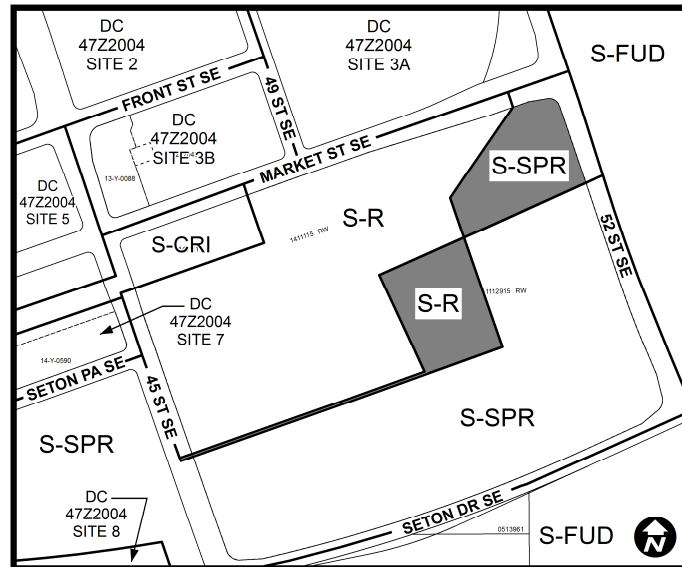 DC
47Z2004
SITE 2
DC
47Z2004
SITE 3A
S-FUD
FRONT ST SE
49 ST SE
DC
47Z2004
SITE 3B
13-Y-0088
MARKET ST SE
S-SPR
DC
47Z2004
SITE 5
S-R
S-CRI
1411115 RW
52 ST SE
S-R
1112915 RW
DC
47Z2004
SITE 7
14-Y-0590
SETON PA SE
45 ST SE
S-SPR
S-SPR
DC
47Z2004
SITE 8
SETON DR SE
0513961
S-FUD
N